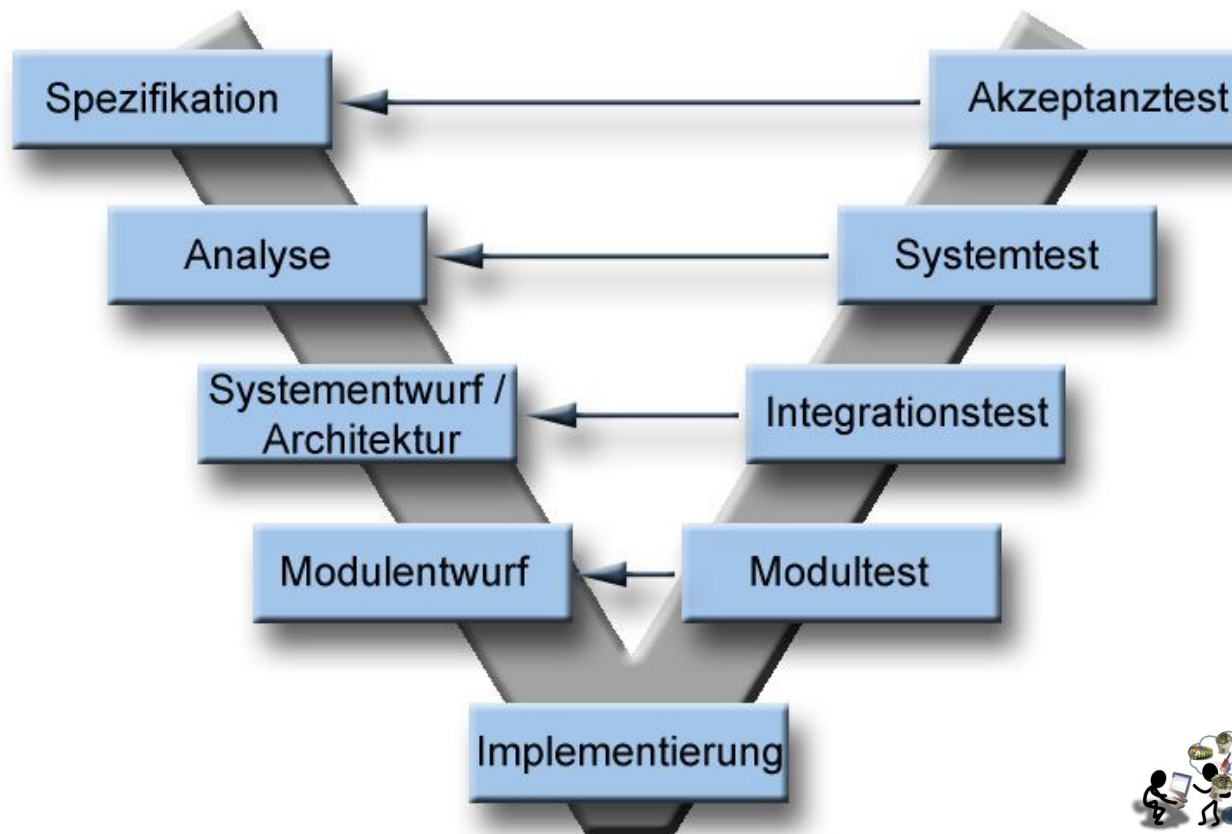 Spezifikation
Akzeptanztest
Analyse
Systemtest
Systementwurf /
Architektur
Integrationstest
Modulentwurf
Modultest
Implementierung